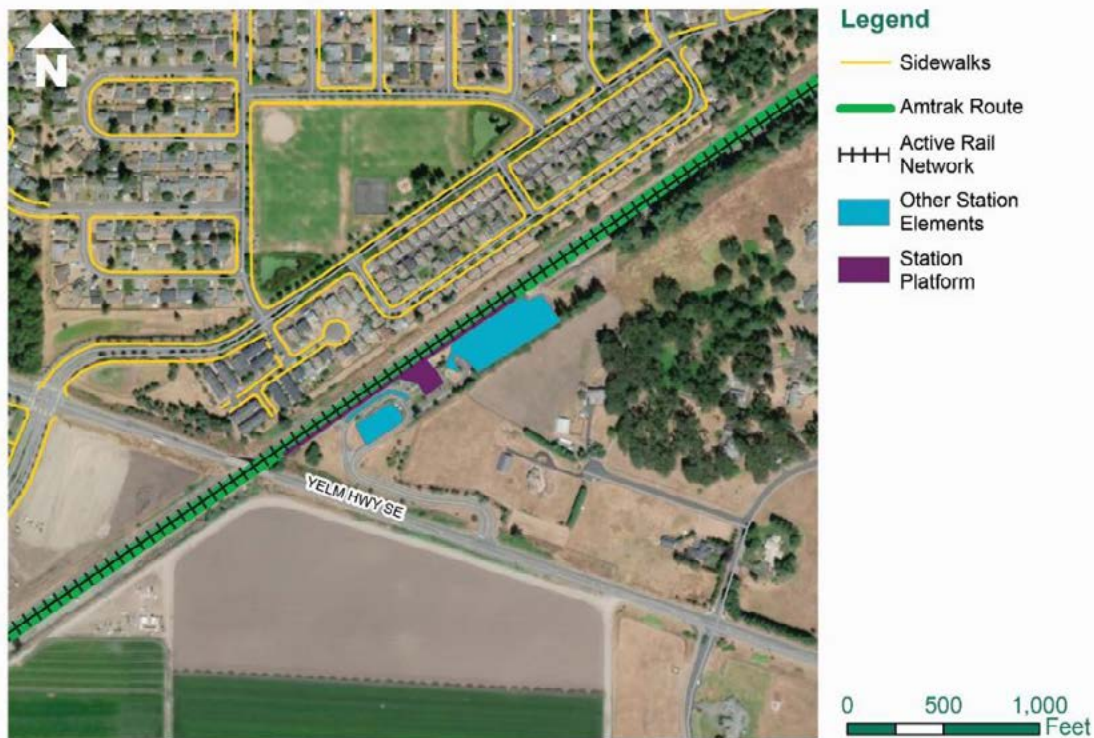 N
Legend
Sidewalks
Amtrak Route
Active Rail
Network
Other Station
Elements
Station
Platform
YELM HWY SE
0 500 1,000
Feet